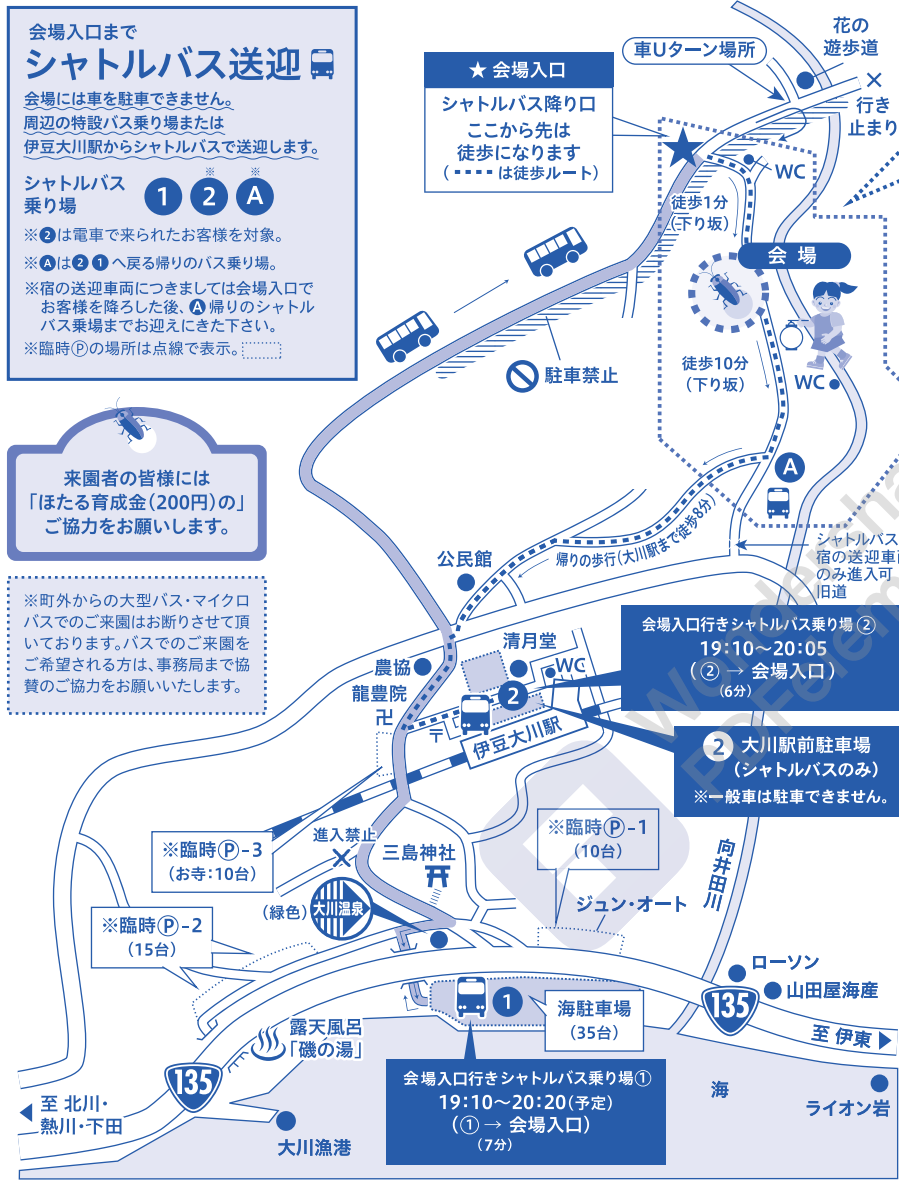 会場入口まで
シャトルバス送迎
会場には車を駐車できません。
周辺の特設バス乗り場または
伊豆大川駅からシャトルバスで送迎します。
シャトルバス
乗り場
1
※
2
※
A
※2は電車で来られたお客様を対象。
※Aは21へ戻る帰りのバス乗り場。
※宿の送迎車両につきましては会場入口で
お客様を降ろした後、A帰りのシャトル
バス乗場までお迎えにきた下さい。
※臨時Ⓟの場所は点線で表示。
来園者の皆様には
「ほたる育成金(200円)の」
ご協力をお願いします。
※町外からの大型バス・マイクロ
バスでのご来園はお断りさせて頂
いております。バスでのご来園を
ご希望される方は、事務局まで協
賛のご協力をお願いいたします。
★ 会場入口
シャトルバス降り口
ここから先は
徒歩になります
(は徒歩ルート)
車Uターン場所
花の
遊歩道
行き
止まり
WC
徒歩1分
(下り坂)
会場
徒歩10分
(下り坂)
WC
駐車禁止
A
シャトルバス
宿の送迎車両
のみ進入可
旧道
帰りの歩行(大川駅まで徒歩8分)
公民館
農協
龍豊院
卍
清月堂
WC
2
〒
伊豆大川駅
会場入口行きシャトルバス乗り場②
19:10〜20:05
(② → 会場入口)
(6分)
2 大川駅前駐車場
(シャトルバスのみ)
※一般車は駐車できません。
※臨時Ⓟ-3
(お寺:10台)
進入禁止
三島神社
※臨時Ⓟ-1
(10台)
向井田川
(緑色)
大川温泉
ジュン・オート
※臨時Ⓟ-2
(15台)
ローソン
135
山田屋海産
至 伊東
1
海駐車場
(35台)
露天風呂
「磯の湯」
135
至 北川・
熱川・下田
会場入口行きシャトルバス乗り場①
19:10〜20:20(予定)
(① → 会場入口)
(7分)
海
ライオン岩
大川漁港